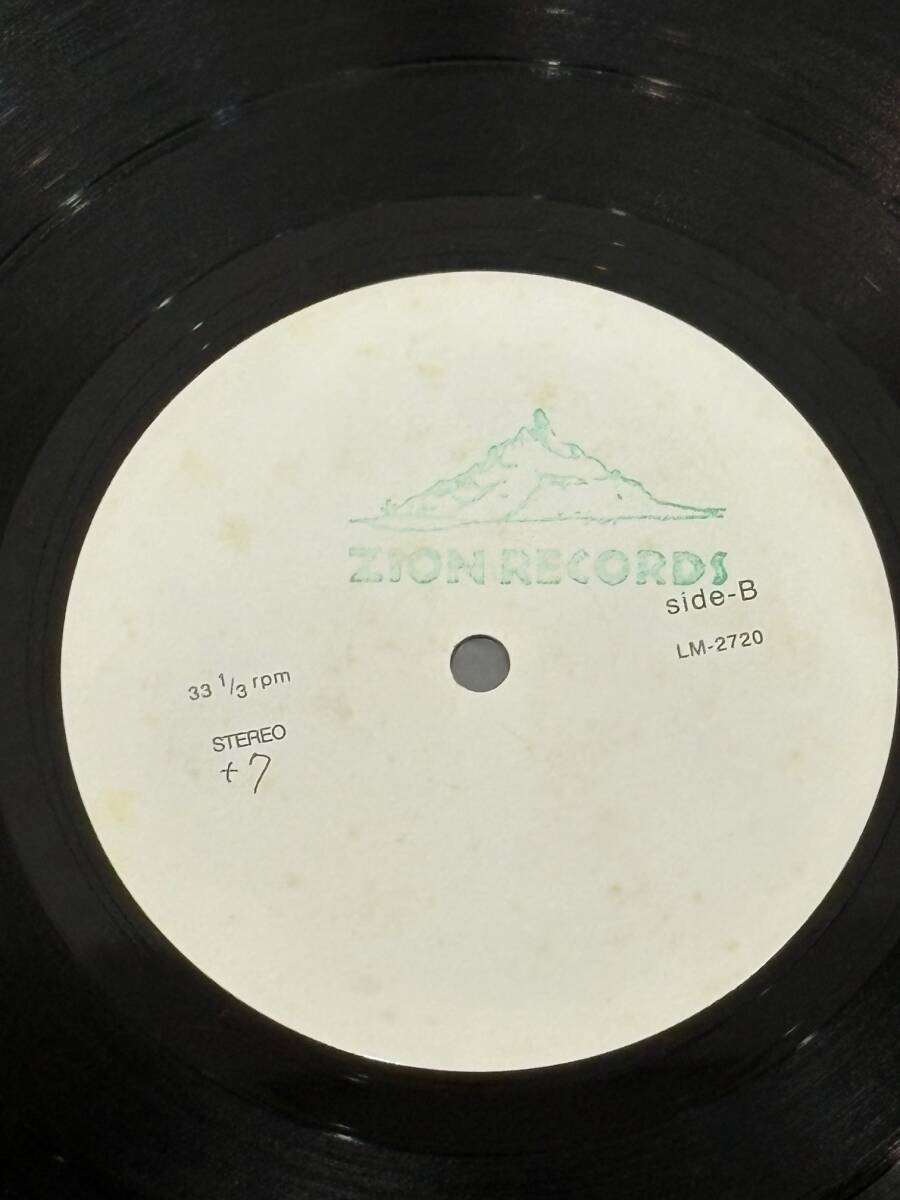 ZION RECORDS
side-B
LM-2720
33 1/3 rpm
STEREO
+7